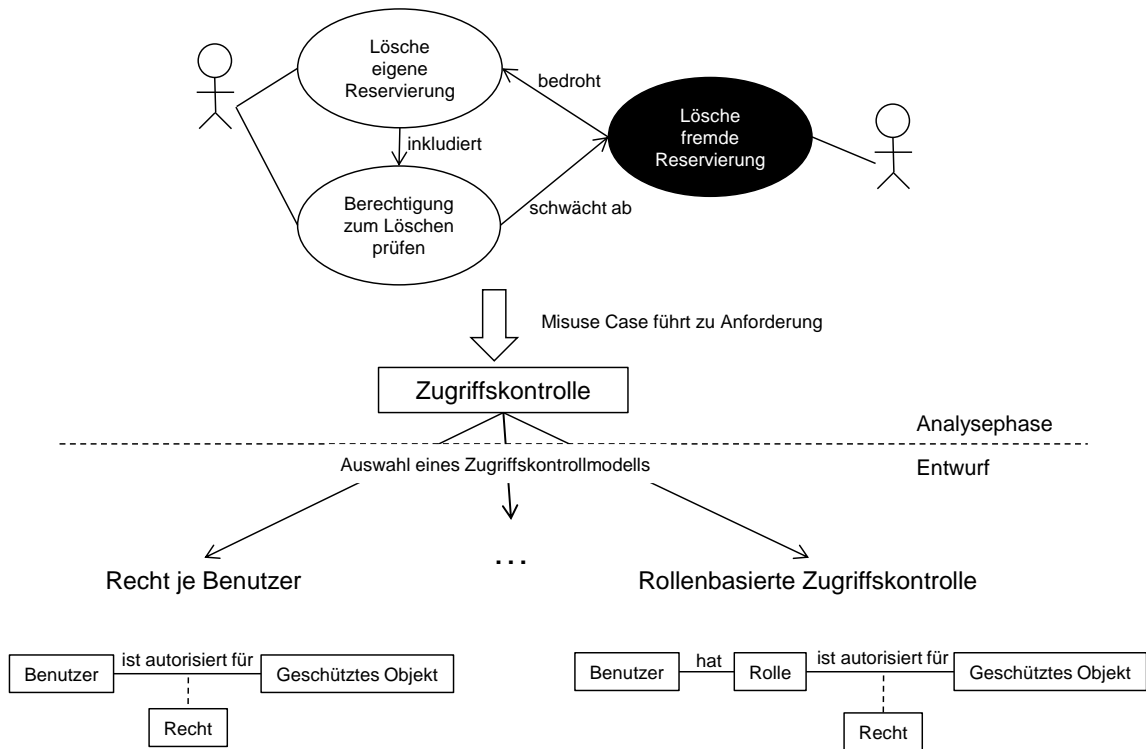 Lösche
eigene
Reservierung
bedroht
Lösche
fremde
Reservierung
inkludiert
Berechtigung
zum Löschen
prüfen
schwächt ab
Misuse Case führt zu Anforderung
Zugriffskontrolle
Analysephase
Auswahl eines Zugriffskontrollmodells
Entwurf
...
Recht je Benutzer
Rollenbasierte Zugriffskontrolle
Benutzer
ist autorisiert für
Geschütztes Objekt
Recht
Benutzer
hat
Rolle
ist autorisiert für
Geschütztes Objekt
Recht